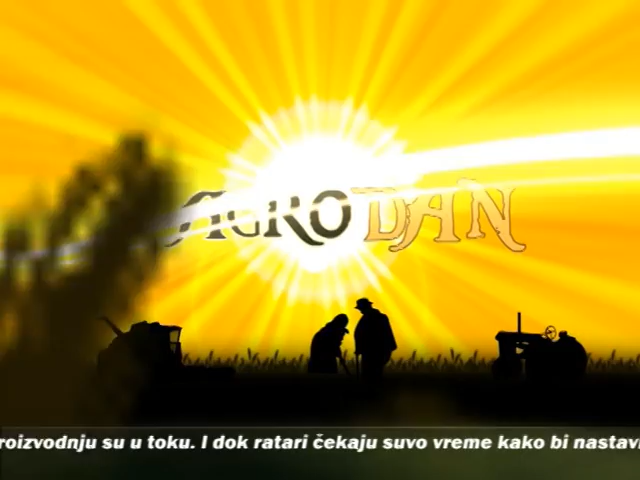 AGRODAN
roizvodnju su u toku. I dok ratari čekaju suvo vreme kako bi nastavi